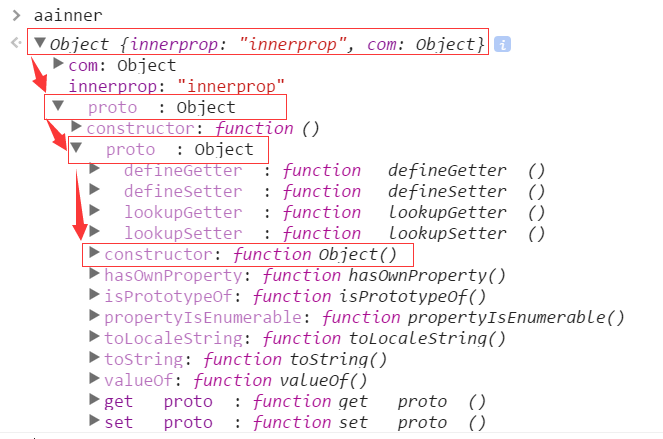 > aainner
Object {innerprop: "innerprop", com: Object} i
com: Object
innerprop: "innerprop"
proto : Object
constructor: function ()
proto : Object
defineGetter : function defineGetter ()
defineSetter : function defineSetter ()
lookupGetter : function lookupGetter ()
lookupSetter : function lookupSetter ()
constructor: function Object()
hasOwnProperty: function hasOwnProperty()
isPrototypeOf: function isPrototypeOf()
propertyIsEnumerable: function propertyIsEnumerable()
toLocaleString: function toLocaleString()
toString: function toString()
valueOf: function valueOf()
get proto : function get proto ()
set proto : function set proto ()